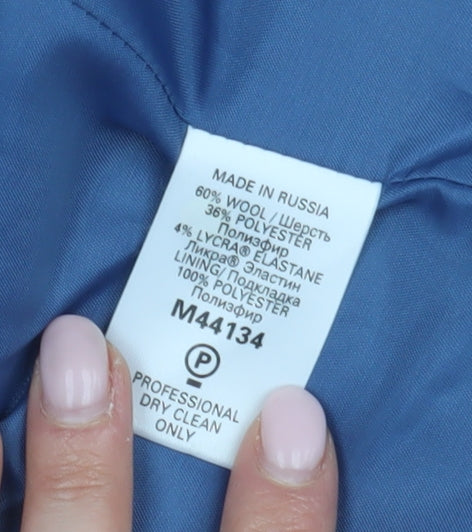 MADE IN RUSSIA
60% WOOL / Шерсть
36% POLYESTER
Полиэфир
4% LYCRA® ELASTANE
Ликра® Эластин
LINING/ Подкладка
100% POLYESTER
Полиэфир
M44134
P
PROFESSIONAL
DRY CLEAN
ONLY